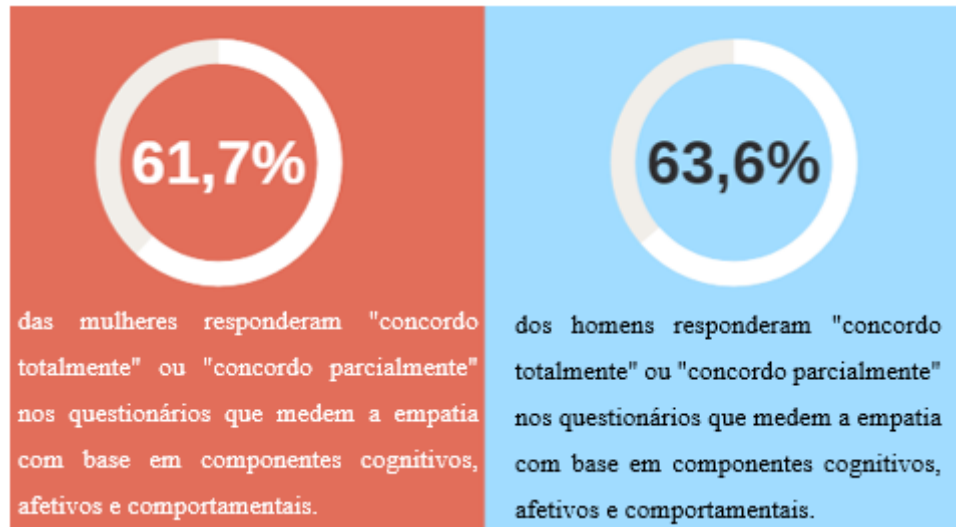 61,7%
das mulheres responderam "concordo
totalmente" ou "concordo parcialmente"
nos questionários que medem a empatia
com base em componentes cognitivos,
afetivos e comportamentais.
63,6%
dos homens responderam "concordo
totalmente" ou "concordo parcialmente"
nos questionários que medem a empatia
com base em componentes cognitivos,
afetivos e comportamentais.